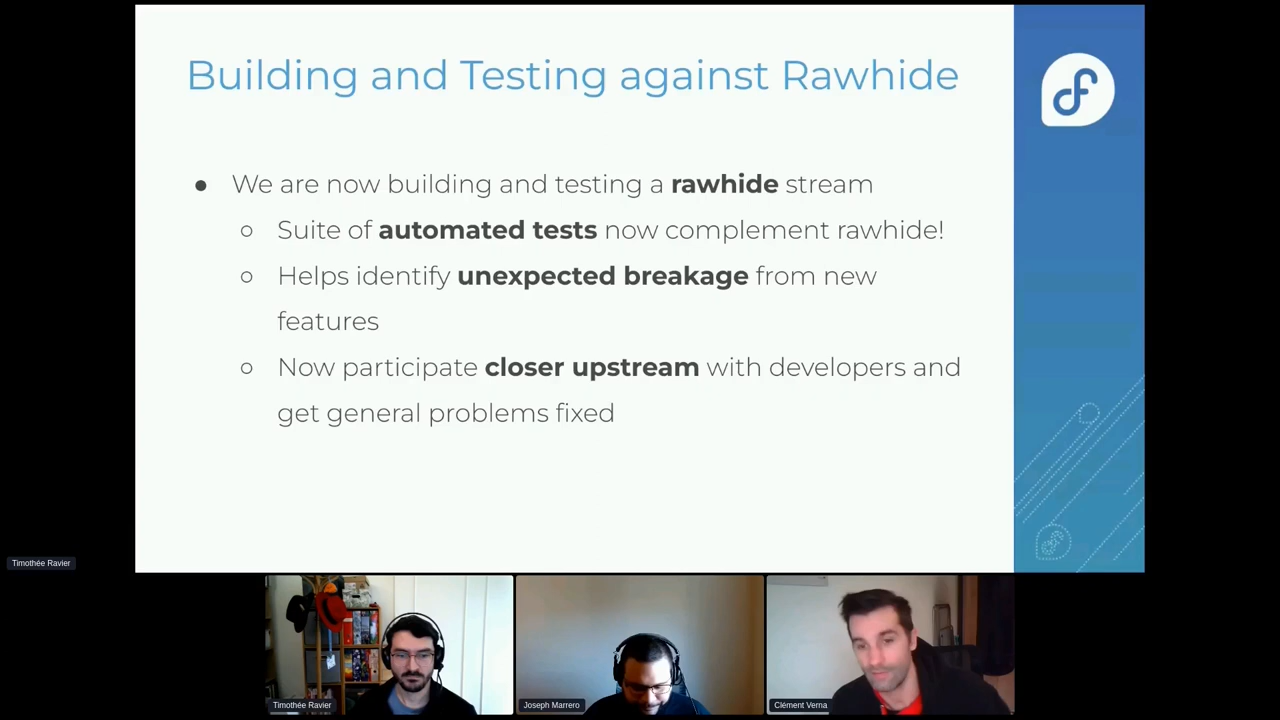 Building and Testing against Rawhide
● We are now building and testing a rawhide stream
○ Suite of automated tests now complement rawhide!
○ Helps identify unexpected breakage from new
features
○ Now participate closer upstream with developers and
get general problems fixed
Timothée Ravier
Timothée Ravier
Joseph Marrero
Clément Verna